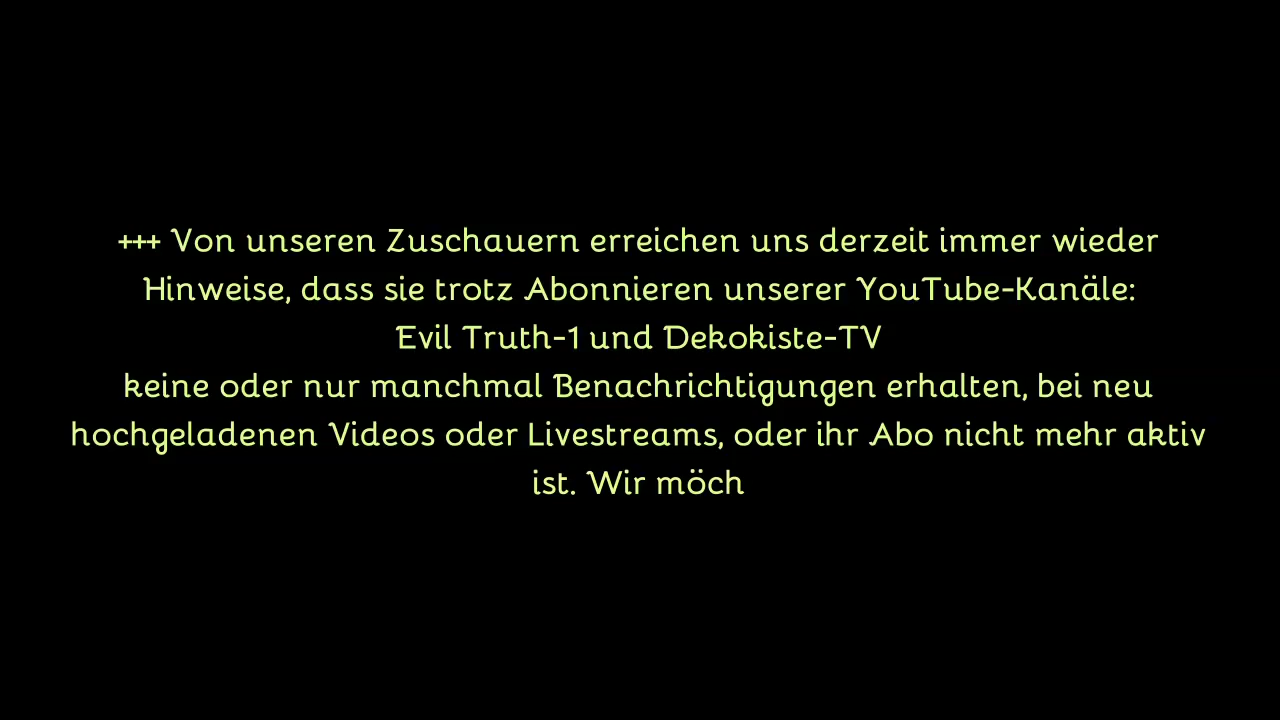 +++ Von unseren Zuschauern erreichen uns derzeit immer wieder
Hinweise, dass sie trotz Abonnieren unserer YouTube-Kanäle:
Evil Truth-1 und Dekokiste-TV
keine oder nur manchmal Benachrichtigungen erhalten, bei neu
hochgeladenen Videos oder Livestreams, oder ihr Abo nicht mehr aktiv
ist. Wir möch